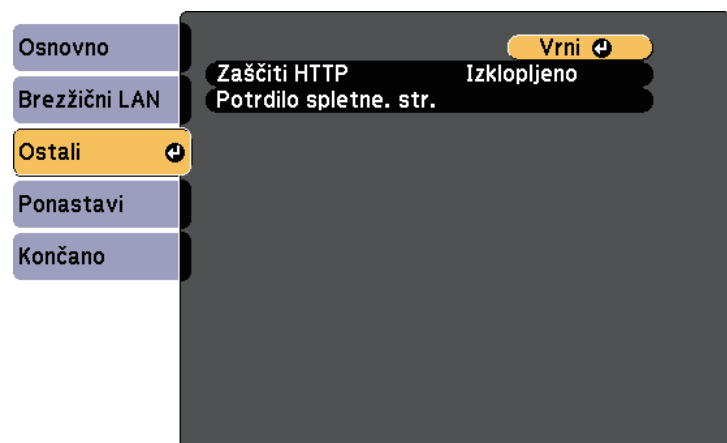 Osnovno
Brezžični LAN
Ostali
Ponastavi
Končano
Vrni
Zaščiti HTTP Izklopljeno
Potrdilo spletne. str.